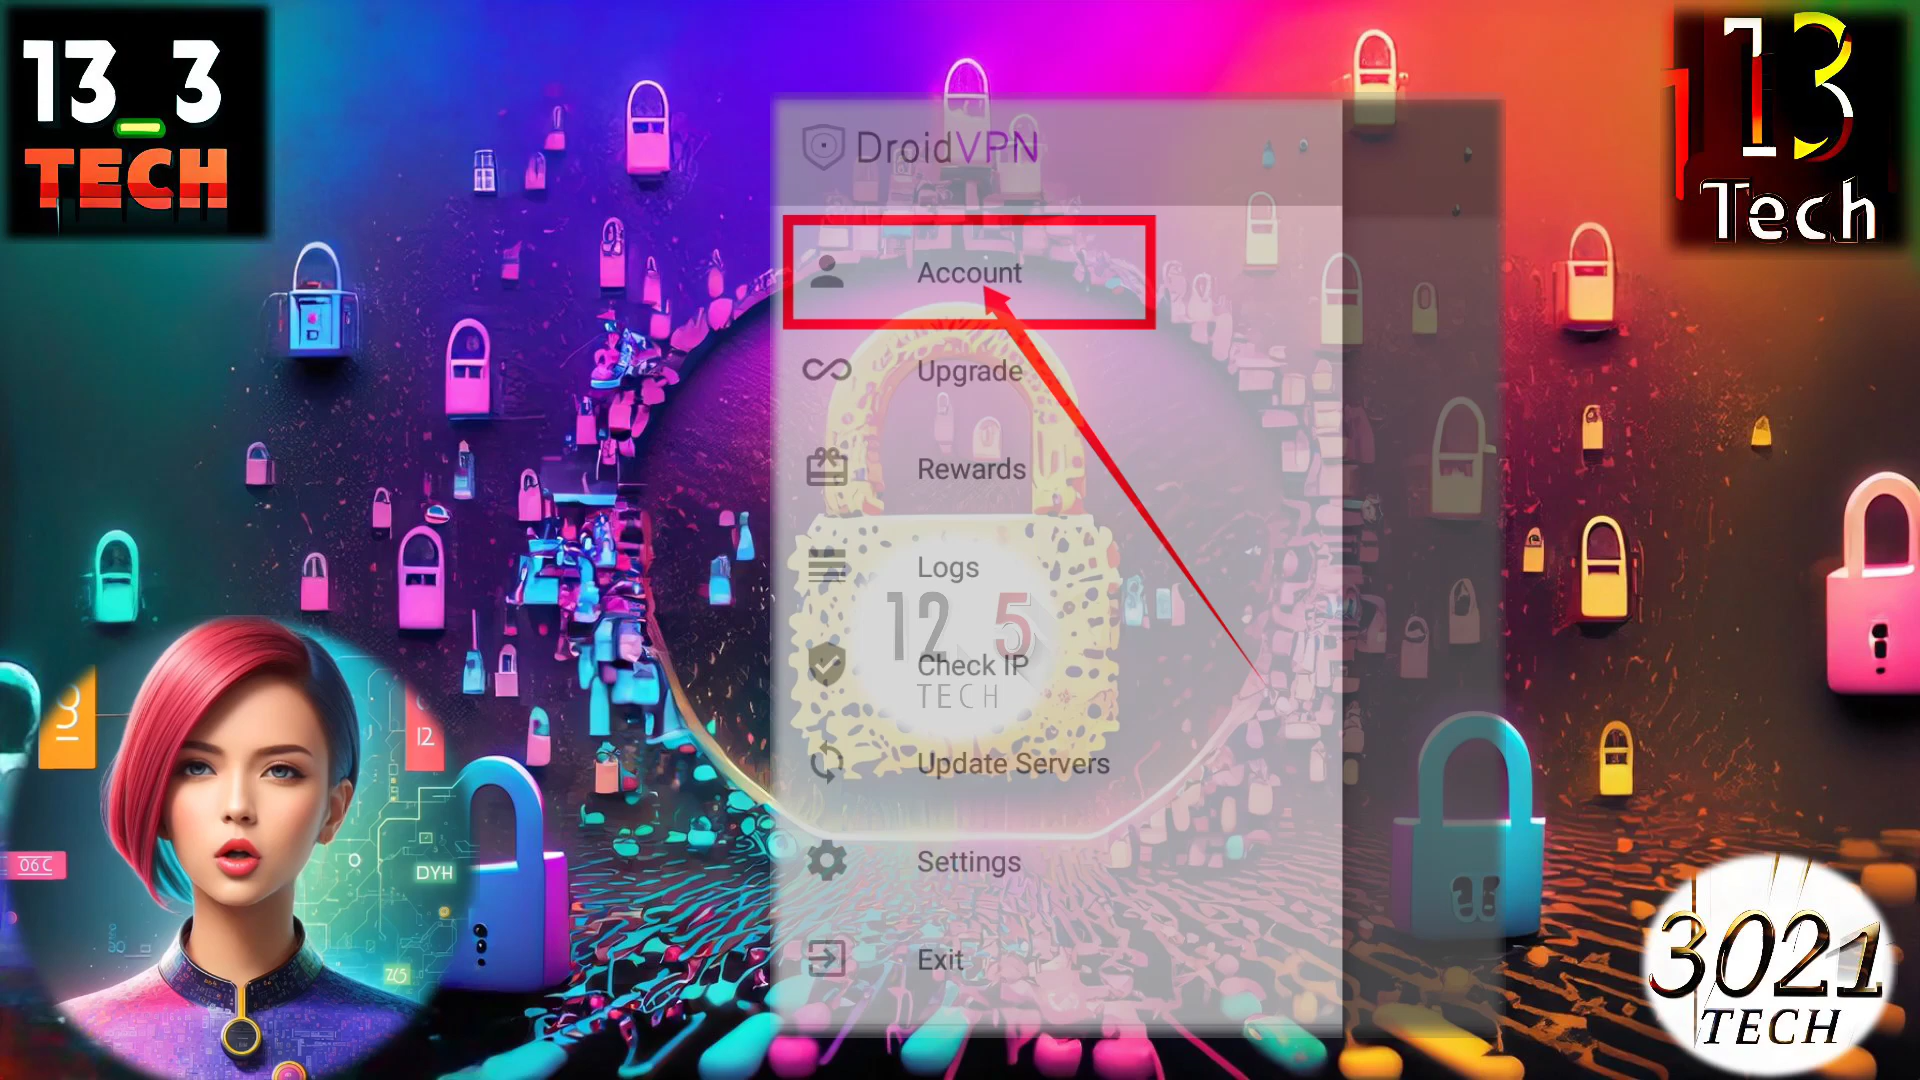 13_3
TECH
13
Tech
DroidVPN
Account
Upgrade
Rewards
Logs
12 5
Check IP
TECH
Update Servers
Settings
Exit
12
06C
DYH
3021
TECH